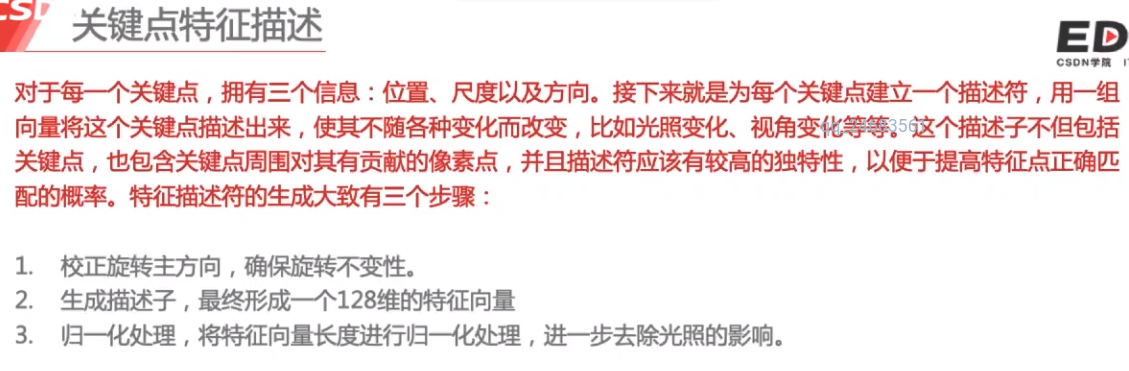 CSD
关键点特征描述
ED
CSDN学院 I
对于每一个关键点，拥有三个信息：位置、尺度以及方向。接下来就是为每个关键点建立一个描述符，用一组
向量将这个关键点描述出来，使其不随各种变化而改变，比如光照变化、视角变化等等。这个描述子不但包括
关键点，也包含关键点周围对其有贡献的像素点，并且描述符应该有较高的独特性，以便于提高特征点正确匹
配的概率。特征描述符的生成大致有三个步骤：
1. 校正旋转主方向，确保旋转不变性。
2. 生成描述子，最终形成一个128维的特征向量
3. 归一化处理，将特征向量长度进行归一化处理，进一步去除光照的影响。